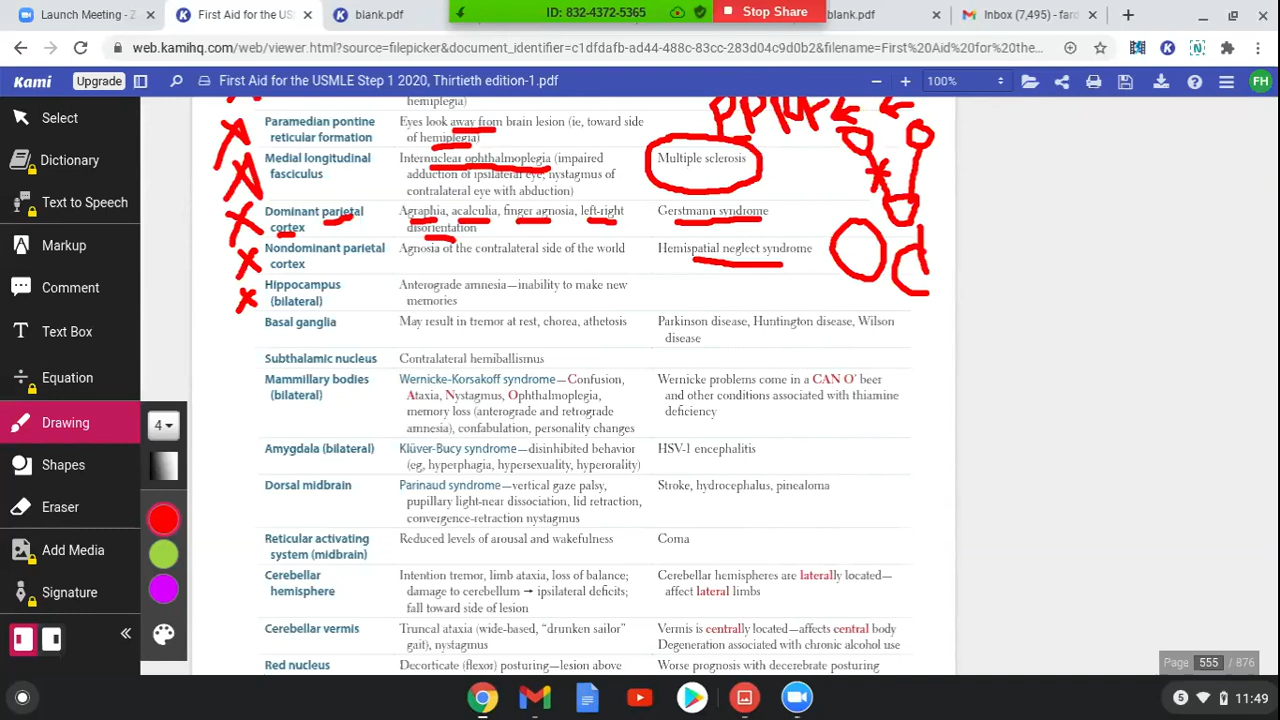 Launch Meeting - Z
First Aid for the USM
blank.pdf
ID: 832-4372-5365
Stop Share
blank.pdf
Inbox (7,495) - far
web.kamihq.com/web/viewer.html?source=filepicker&document_identifier=c1dfdafb-ad44-488c-83cc-283d04c9d0b2&filename=First%20Aid%20for%20the...
Kami
Upgrade
First Aid for the USMLE Step 1 2020, Thirtieth edition-1.pdf
100%
FH
Select
Dictionary
Text to Speech
Markup
Comment
Text Box
Equation
Drawing
Shapes
Eraser
Add Media
Signature
4
hemiplegia)
PPRF
Paramedian pontine
reticular formation
Eyes look away from brain lesion (ie, toward side
of hemiplegia)
Medial longitudinal
fasciculus
Internuclear ophthalmoplegia (impaired
adduction of ipsilateral eye; nystagmus of
contralateral eye with abduction)
Multiple sclerosis
Dominant parietal
cortex
Agraphia, acalculia, finger agnosia, left-right
disorientation
Gerstmann syndrome
Nondominant parietal
cortex
Agnosia of the contralateral side of the world
Hemispatial neglect syndrome
Hippocampus
(bilateral)
Anterograde amnesia—inability to make new
memories
Basal ganglia
May result in tremor at rest, chorea, athetosis
Parkinson disease, Huntington disease, Wilson
disease
Subthalamic nucleus
Contralateral hemiballismus
Mammillary bodies
(bilateral)
Wernicke-Korsakoff syndrome—Confusion,
Ataxia, Nystagmus, Ophthalmoplegia,
memory loss (anterograde and retrograde
amnesia), confabulation, personality changes
Wernicke problems come in a CAN O' beer
and other conditions associated with thiamine
deficiency
Amygdala (bilateral)
Klüver-Bucy syndrome—disinhibited behavior
(eg, hyperphagia, hypersexuality, hyperorality)
HSV-1 encephalitis
Dorsal midbrain
Parinaud syndrome—vertical gaze palsy,
pupillary light-near dissociation, lid retraction,
convergence-retraction nystagmus
Stroke, hydrocephalus, pinealoma
Reticular activating
system (midbrain)
Reduced levels of arousal and wakefulness
Coma
Cerebellar
hemisphere
Intention tremor, limb ataxia, loss of balance;
damage to cerebellum → ipsilateral deficits;
fall toward side of lesion
Cerebellar hemispheres are laterally located—
affect lateral limbs
Cerebellar vermis
Truncal ataxia (wide-based, “drunken sailor”
gait), nystagmus
Vermis is centrally located—affects central body
Degeneration associated with chronic alcohol use
Red nucleus
Decorticate (flexor) posturing—lesion above
Worse prognosis with decerebrate posturing
Page 555 / 876
5
11:49